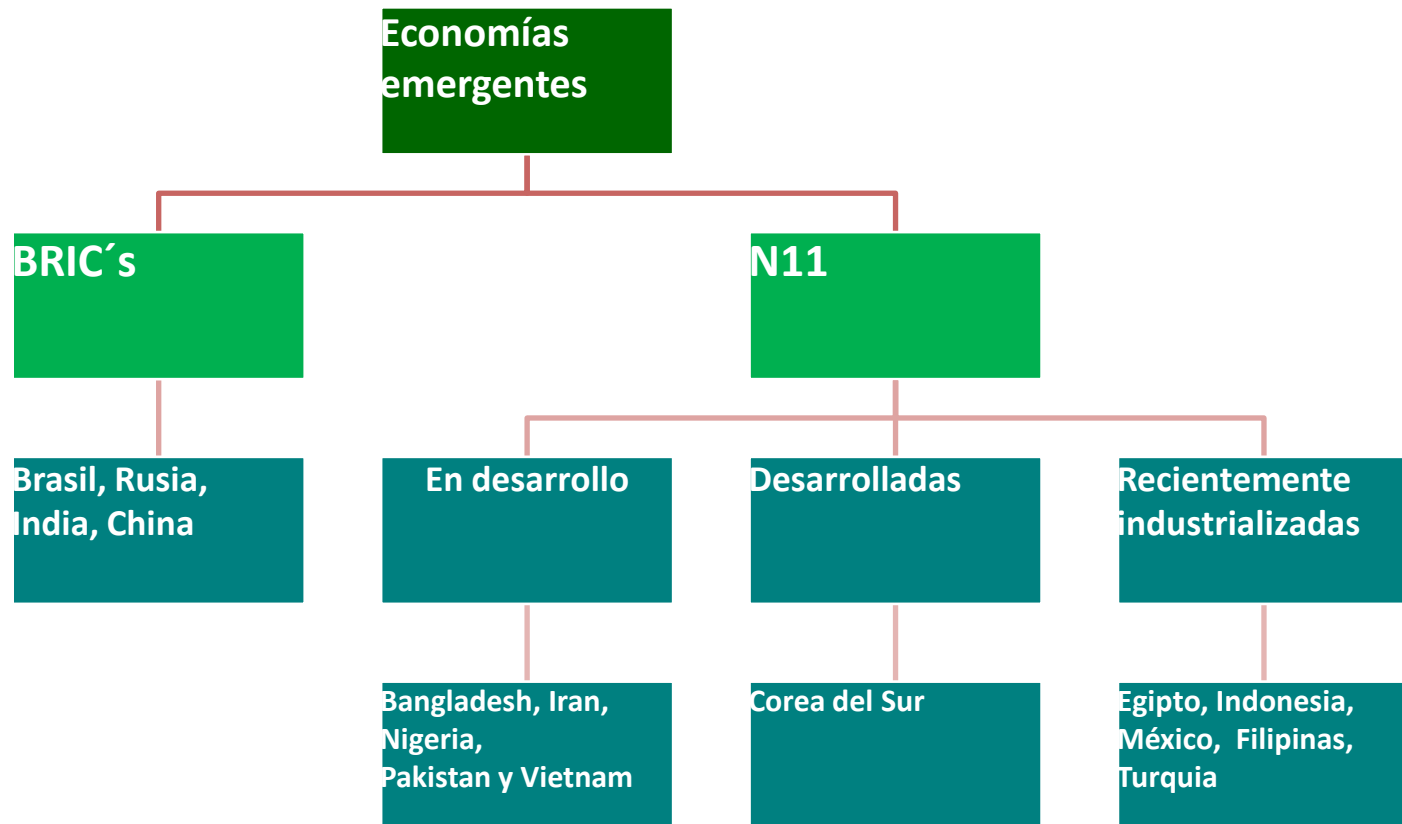 Economías
emergentes
BRIC´s
N11
Brasil, Rusia,
India, China
En desarrollo
Desarrolladas
Recientemente
industrializadas
Bangladesh, Iran,
Nigeria,
Pakistan y Vietnam
Corea del Sur
Egipto, Indonesia,
México,  Filipinas,
Turquia